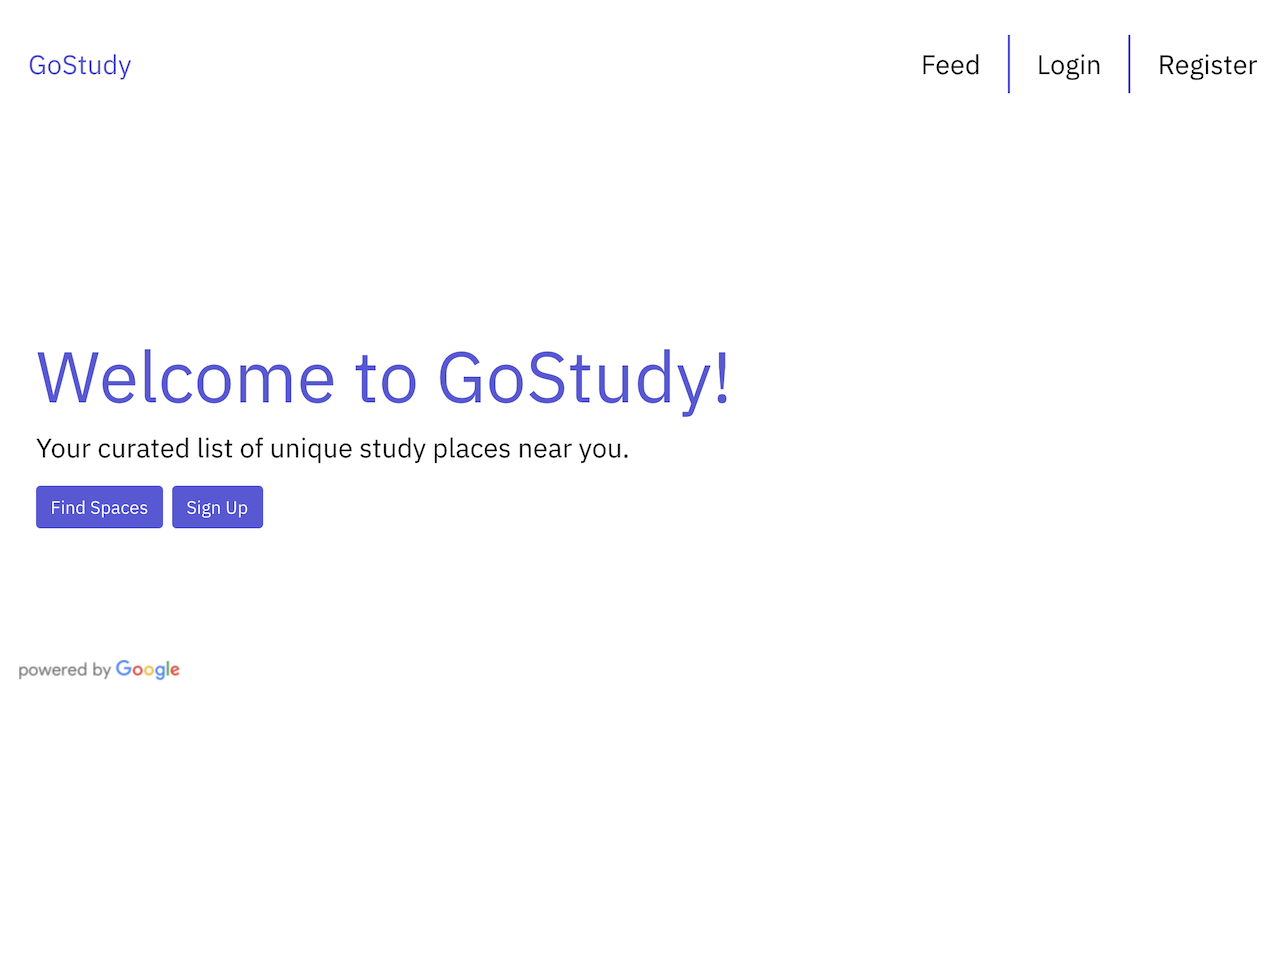 GoStudy
Feed
Login
Register
Welcome to GoStudy!
Your curated list of unique study places near you.
Find Spaces
Sign Up
powered by Google